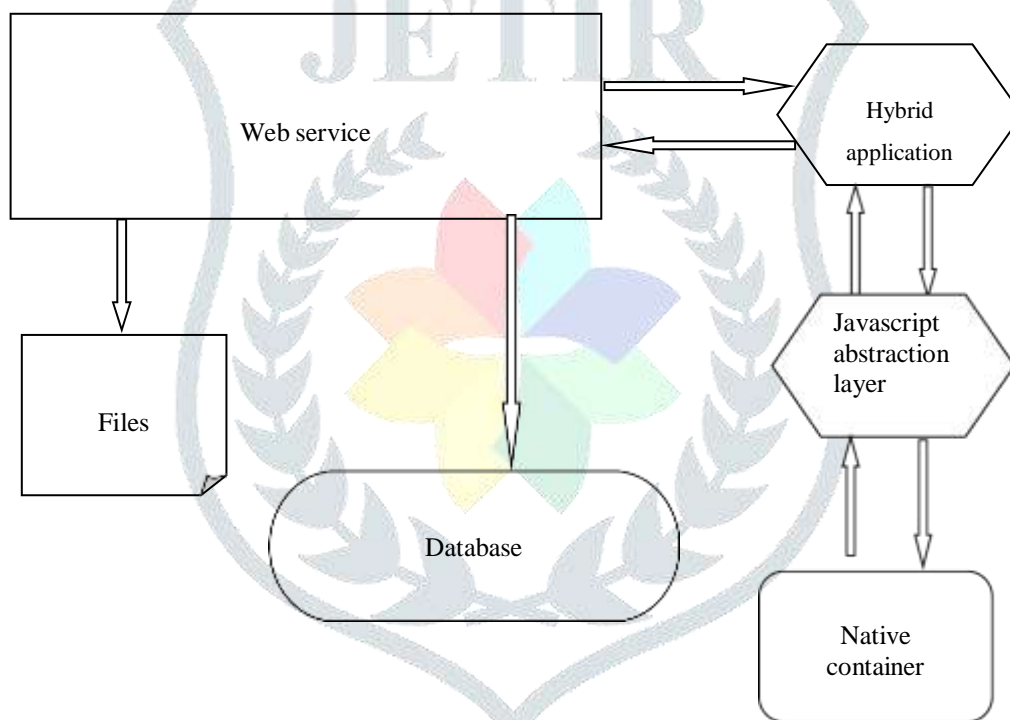 JETIR
Web service
Hybrid
application
Javascript
abstraction
layer
Files
Database
Native
container